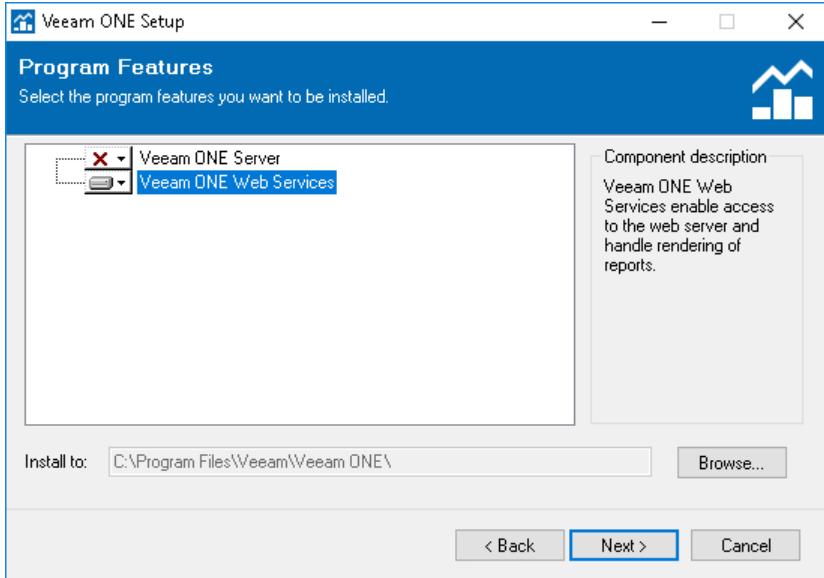 Veeam ONE Setup
Program Features
Select the program features you want to be installed.
Veeam ONE Server
Veeam ONE Web Services
Component description
Veeam ONE Web
Services enable access
to the web server and
handle rendering of
reports.
Install to:
C:\Program Files\Veeam\Veeam ONE\
Browse...
< Back
Next >
Cancel